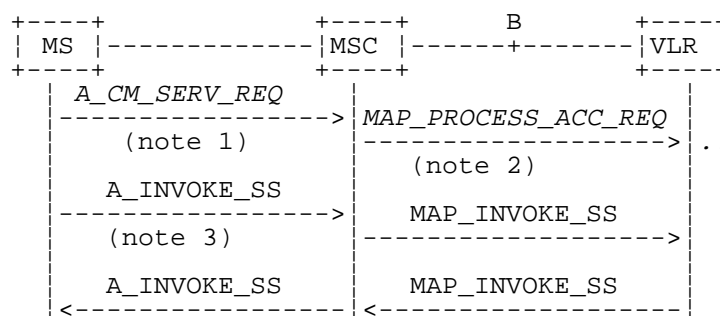 B
MS MSC VLR
A_CM_SERV_REQ
MAP_PROCESS_ACC_REQ
(note 1) .
(note 2)
A_INVOKE_SS
MAP_INVOKE_SS
(note 3)
A_INVOKE_SS MAP_INVOKE_SS